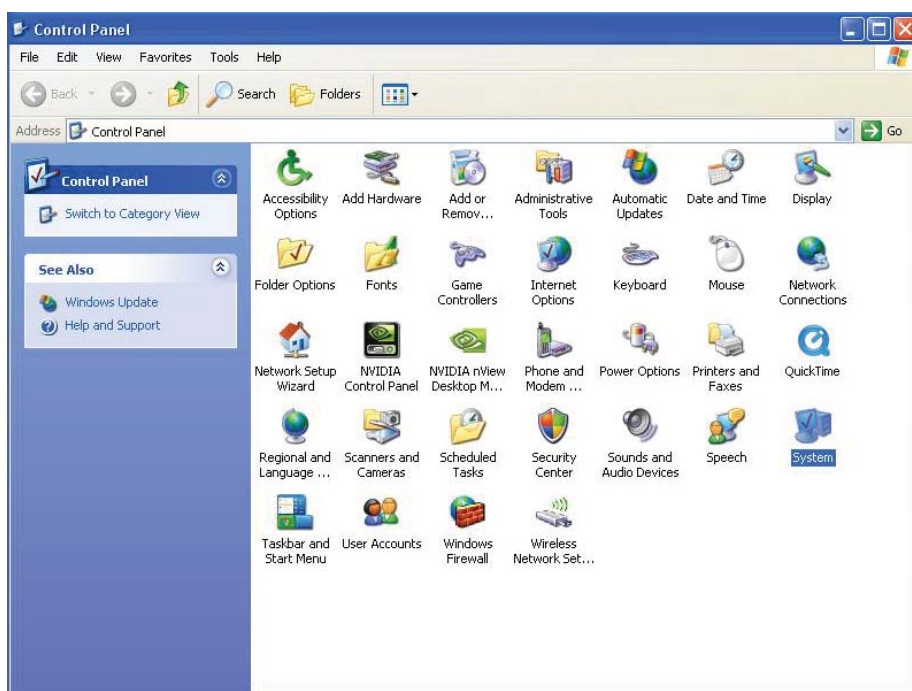 Control Panel
File Edit View Favorites Tools Help
Back Search Folders
Address Control Panel Go
Control Panel
Switch to Category View
See Also
Windows Update
Help and Support
Accessibility Options
Add Hardware
Add or Remov...
Administrative Tools
Automatic Updates
Date and Time
Display
Folder Options
Fonts
Game Controllers
Internet Options
Keyboard
Mouse
Network Connections
Network Setup Wizard
NVIDIA Control Panel
NVIDIA nView Desktop M...
Phone and Modem ...
Power Options
Printers and Faxes
QuickTime
Regional and Language ...
Scanners and Cameras
Scheduled Tasks
Security Center
Sounds and Audio Devices
Speech
System
Taskbar and Start Menu
User Accounts
Windows Firewall
Wireless Network Set...